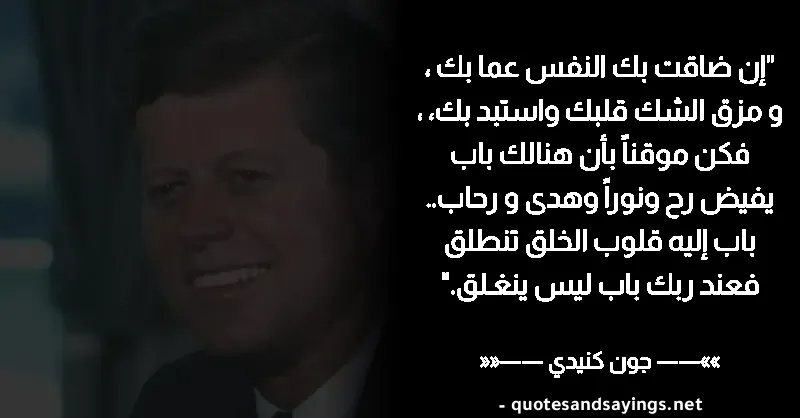 "إن ضاقت بك النفس عما بك ،
و مزق الشك قلبك واستبد بك، ،
فكن موقناً بأن هنالك باب
يفيض رح ونوراً وهدى و رحاب..
باب إليه قلوب الخلق تنطلق
فعند ربك باب ليس ينغلق."
»»—–— جون كنيدي —–—««
- quotesandsayings.net